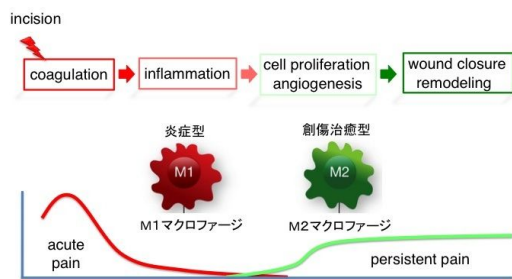 incision
coagulation
inflammation
cell proliferation
angiogenesis
wound closure
remodeling
炎症型
創傷治癒型
M1
M2
M1マクロファージ
M2マクロファージ
acute
pain
persistent pain